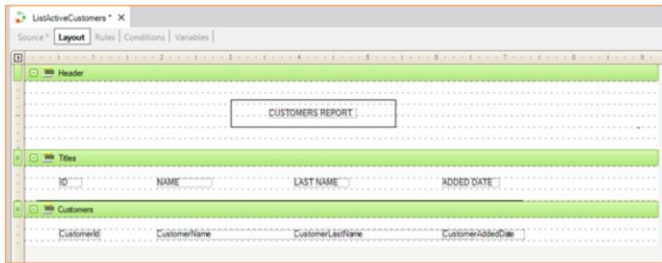 ListActiveCustomers * X
Source * Layout Rules Conditions Variables
Header
CUSTOMERS REPORT
Titles
ID NAME LAST NAME ADDED DATE
Customers
CustomerId CustomerName CustomerLastName CustomerAddedDate